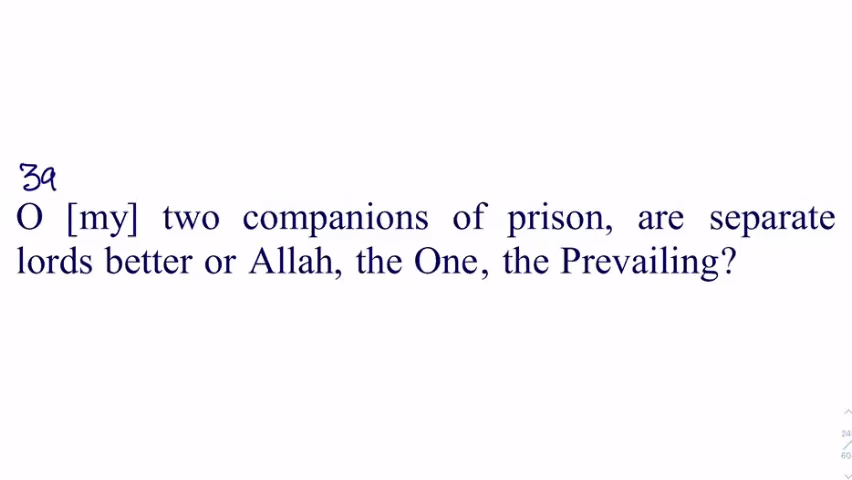 39
O [my] two companions of prison, are separate
lords better or Allah, the One, the Prevailing?
24
60